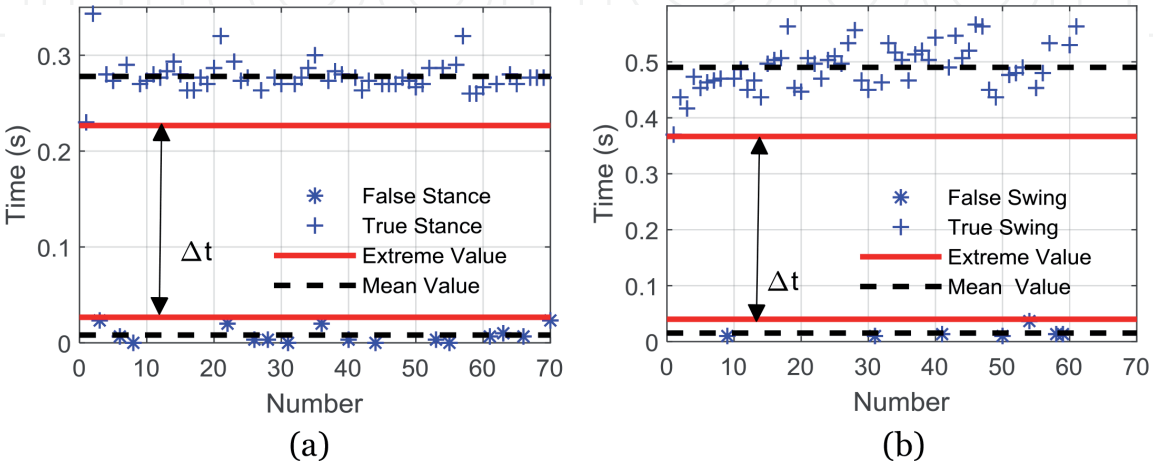 0.3
0.2
0.1
0
Time (s)
False Stance
True Stance
Extreme Value
Mean Value
Δt
0 10 20 30 40 50 60 70
Number
(a)
0.5
0.4
0.3
0.2
0.1
0
Time (s)
False Swing
True Swing
Extreme Value
Mean Value
Δt
0 10 20 30 40 50 60 70
Number
(b)